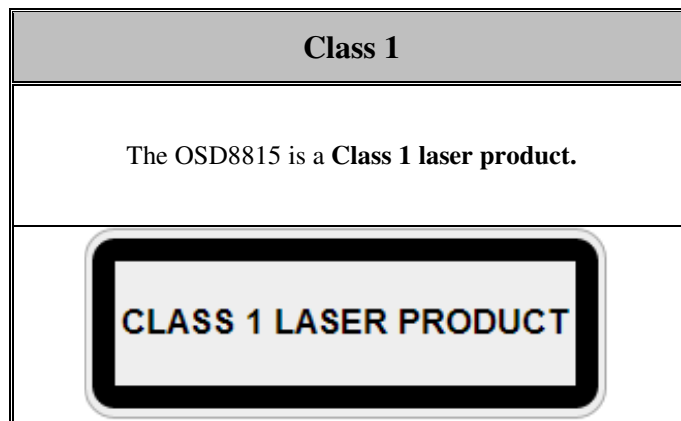 Class 1
The OSD8815 is a Class 1 laser product.
CLASS 1 LASER PRODUCT